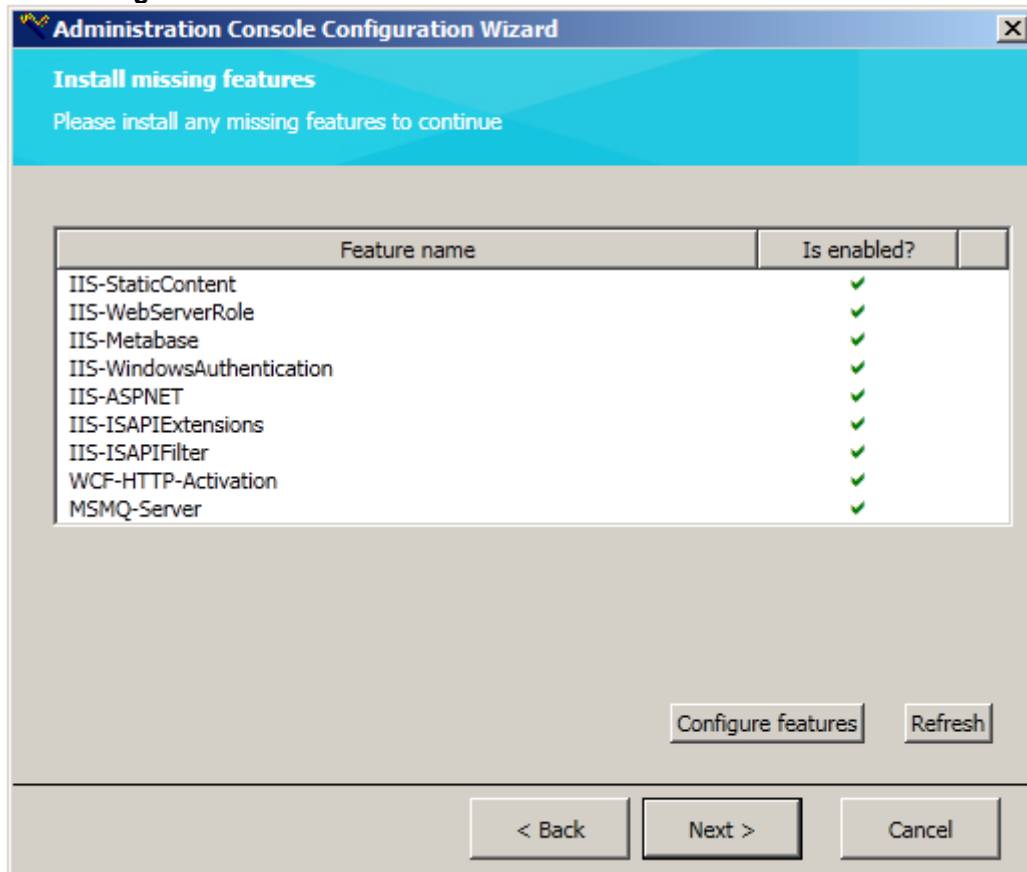 Administration Console Configuration Wizard
Install missing features
Please install any missing features to continue
Feature name Is enabled?
IIS-StaticContent
IIS-WebServerRole
IIS-Metabase
IIS-WindowsAuthentication
IIS-ASPNET
IIS-ISAPIExtensions
IIS-ISAPIFilter
WCF-HTTP-Activation
MSMQ-Server
Configure features Refresh
< Back Next > Cancel